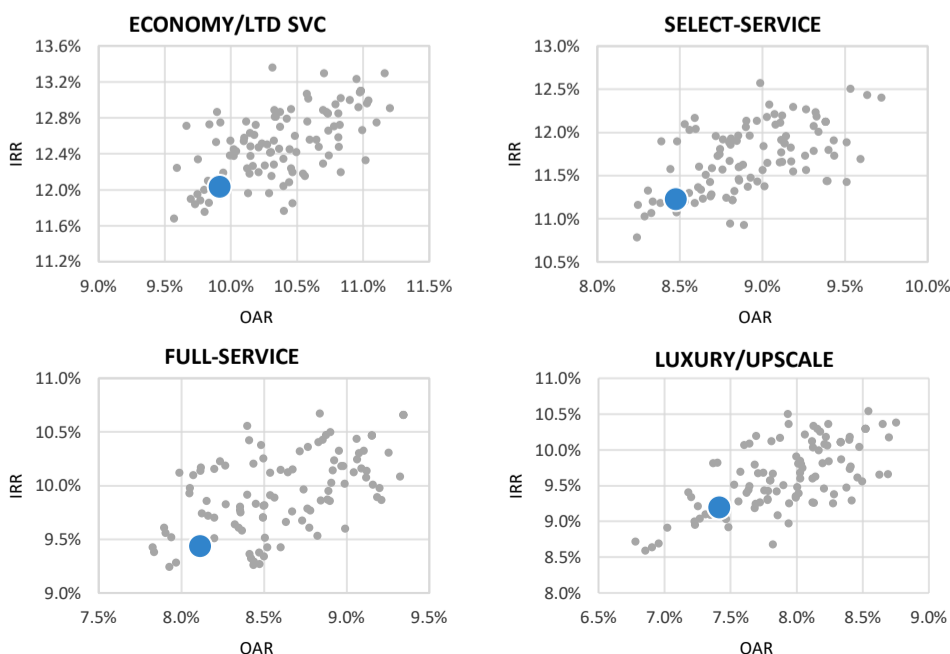 ECONOMY/LTD SVC
13.6%
13.2%
12.8%
12.4%
12.0%
11.6%
11.2%
IRR
9.0% 9.5% 10.0% 10.5% 11.0% 11.5%
OAR
SELECT-SERVICE
13.0%
12.5%
12.0%
11.5%
11.0%
10.5%
IRR
8.0% 8.5% 9.0% 9.5% 10.0%
OAR
FULL-SERVICE
11.0%
10.5%
10.0%
9.5%
9.0%
IRR
7.5% 8.0% 8.5% 9.0% 9.5%
OAR
LUXURY/UPSCALE
11.0%
10.5%
10.0%
9.5%
9.0%
8.5%
8.0%
IRR
6.5% 7.0% 7.5% 8.0% 8.5% 9.0%
OAR